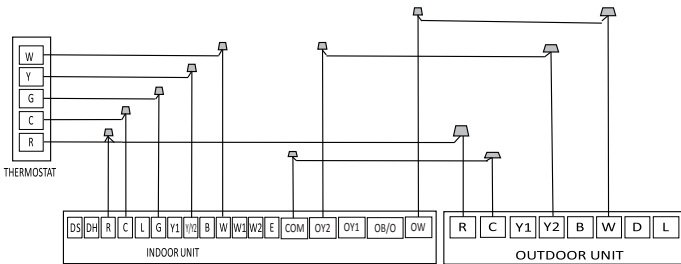 W
Y
G
C
R
THERMOSTAT
DS DH R C L G Y1 Y/Y2 B W W1 W2 E COM OY2 OY1 OB/O OW
INDOOR UNIT
R C Y1 Y2 B W D L
OUTDOOR UNIT